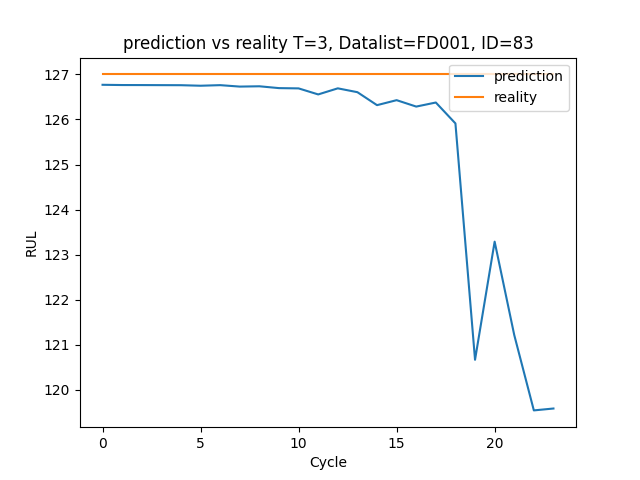 prediction vs reality T=3, Datalist=FD001, ID=83
prediction
reality
127
126
125
124
123
122
121
120
RUL
0 5 10 15 20
Cycle